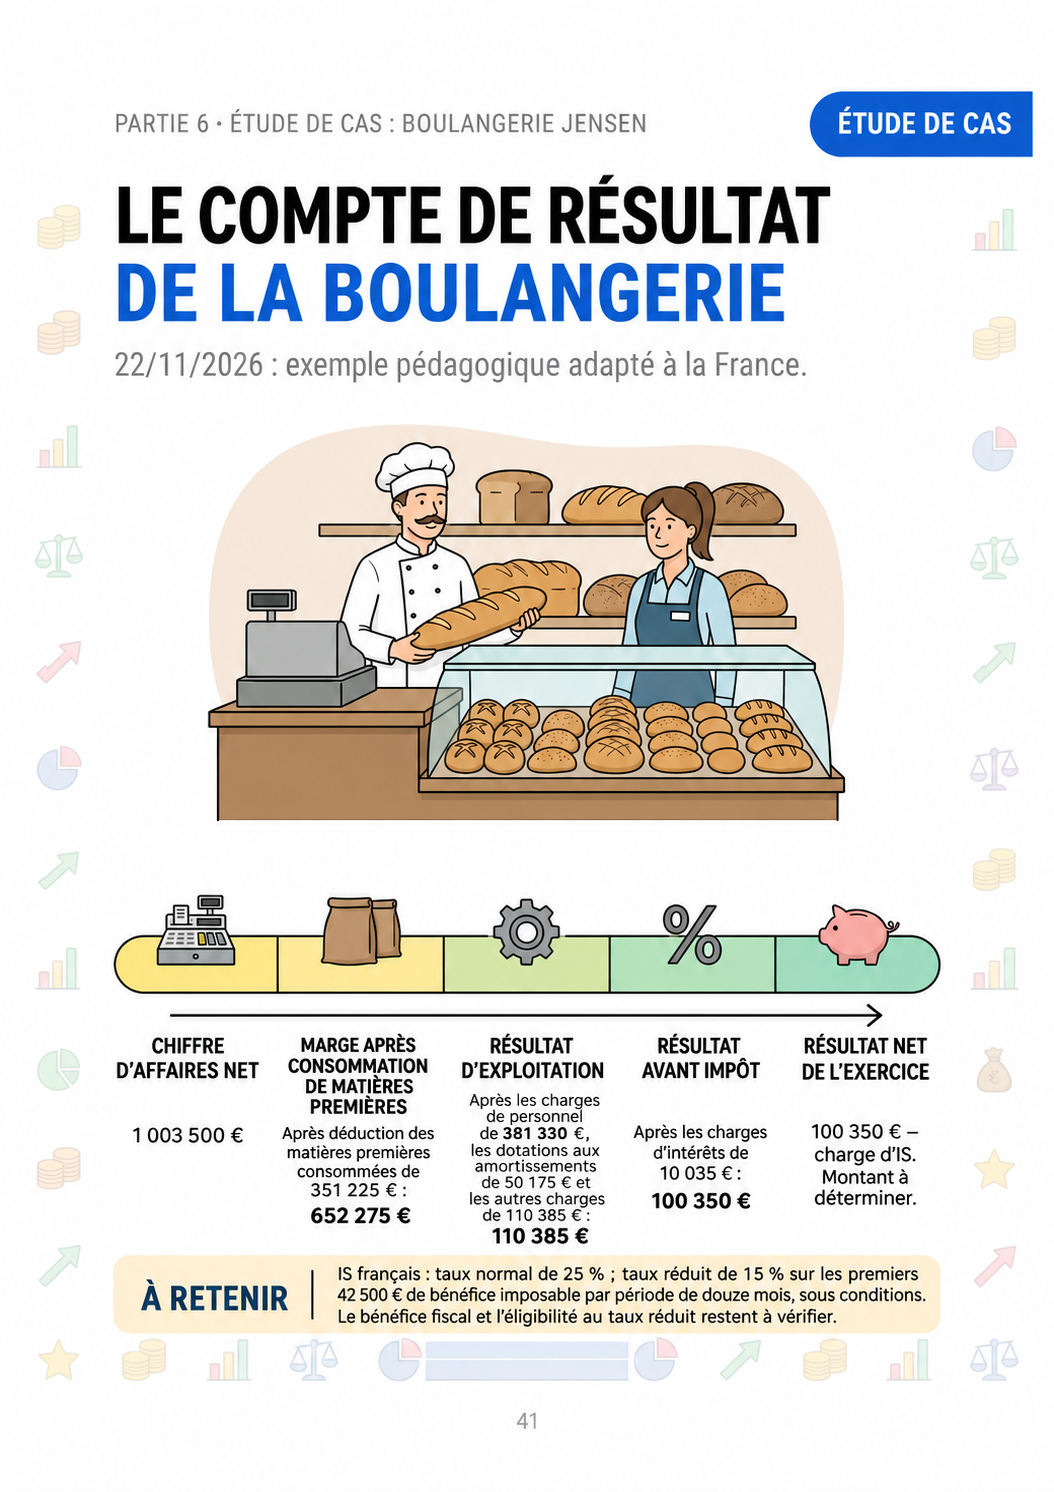 PARTIE 6 • ÉTUDE DE CAS : BOULANGERIE JENSEN
ÉTUDE DE CAS
LE COMPTE DE RÉSULTAT
DE LA BOULANGERIE
22/11/2026 : exemple pédagogique adapté à la France.
%
CHIFFRE
D’AFFAIRES NET
1 003 500 €
MARGE APRÈS
CONSOMMATION
DE MATIÈRES
PREMIÈRES
Après déduction des
matières premières
consommées de
351 225 € :
652 275 €
RÉSULTAT
D’EXPLOITATION
Après les charges
de personnel
de 381 330 €,
les dotations aux
amortissements
de 50 175 € et
les autres charges
de 110 385 € :
110 385 €
RÉSULTAT
AVANT IMPÔT
Après les charges
d’intérêts de
10 035 € :
100 350 €
RÉSULTAT NET
DE L’EXERCICE
100 350 € –
charge d’IS.
Montant à
déterminer.
À RETENIR
IS français : taux normal de 25 % ; taux réduit de 15 % sur les premiers
42 500 € de bénéfice imposable par période de douze mois, sous conditions.
Le bénéfice fiscal et l’éligibilité au taux réduit restent à vérifier.
41